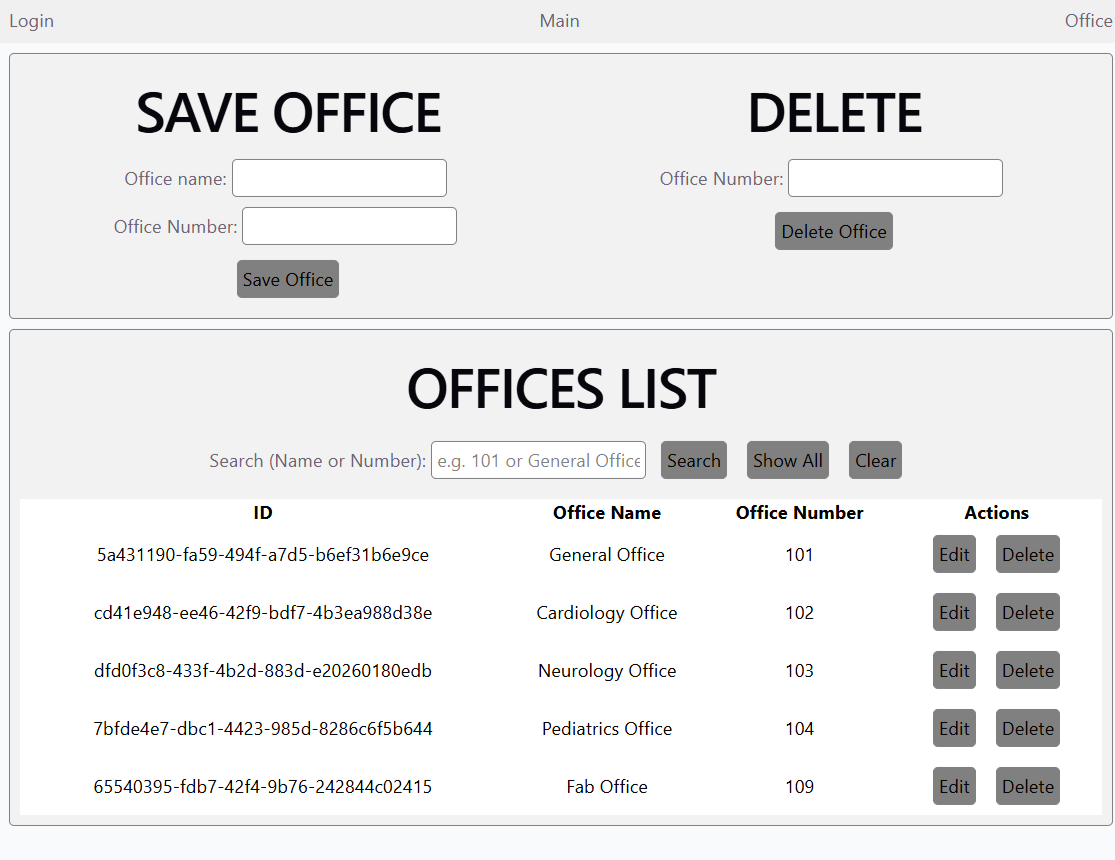 Login Main Office
SAVE OFFICE
Office name:
Office Number:
Save Office
DELETE
Office Number:
Delete Office
OFFICES LIST
Search (Name or Number): e.g. 101 or General Office Search Show All Clear
ID Office Name Office Number Actions
5a431190-fa59-494f-a7d5-b6ef31b6e9ce General Office 101 Edit Delete
cd41e948-ee46-42f9-bdf7-4b3ea988d38e Cardiology Office 102 Edit Delete
dfd0f3c8-433f-4b2d-883d-e20260180edb Neurology Office 103 Edit Delete
7bfde4e7-dbc1-4423-985d-8286c6f5b644 Pediatrics Office 104 Edit Delete
65540395-fdb7-42f4-9b76-242844c02415 Fab Office 109 Edit Delete